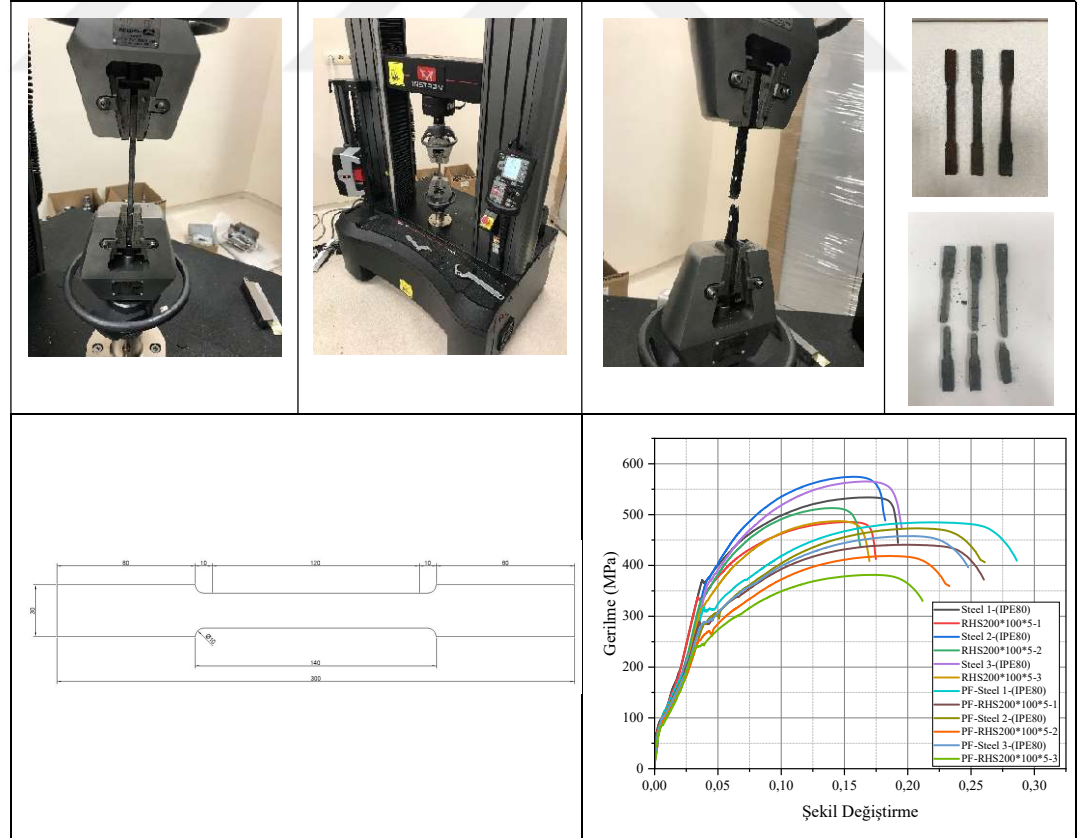 INSTRON
80
10
120
10
80
30
Ø10
140
300
Gerilme (MPa)
600
500
400
300
200
100
0
0,00
0,05
0,10
0,15
0,20
0,25
0,30
Şekil Değiştirme
Steel 1-(IPE80)
RHS200*100*5-1
Steel 2-(IPE80)
RHS200*100*5-2
Steel 3-(IPE80)
RHS200*100*5-3
PF-Steel 1-(IPE80)
PF-RHS200*100*5-1
PF-Steel 2-(IPE80)
PF-RHS200*100*5-2
PF-Steel 3-(IPE80)
PF-RHS200*100*5-3